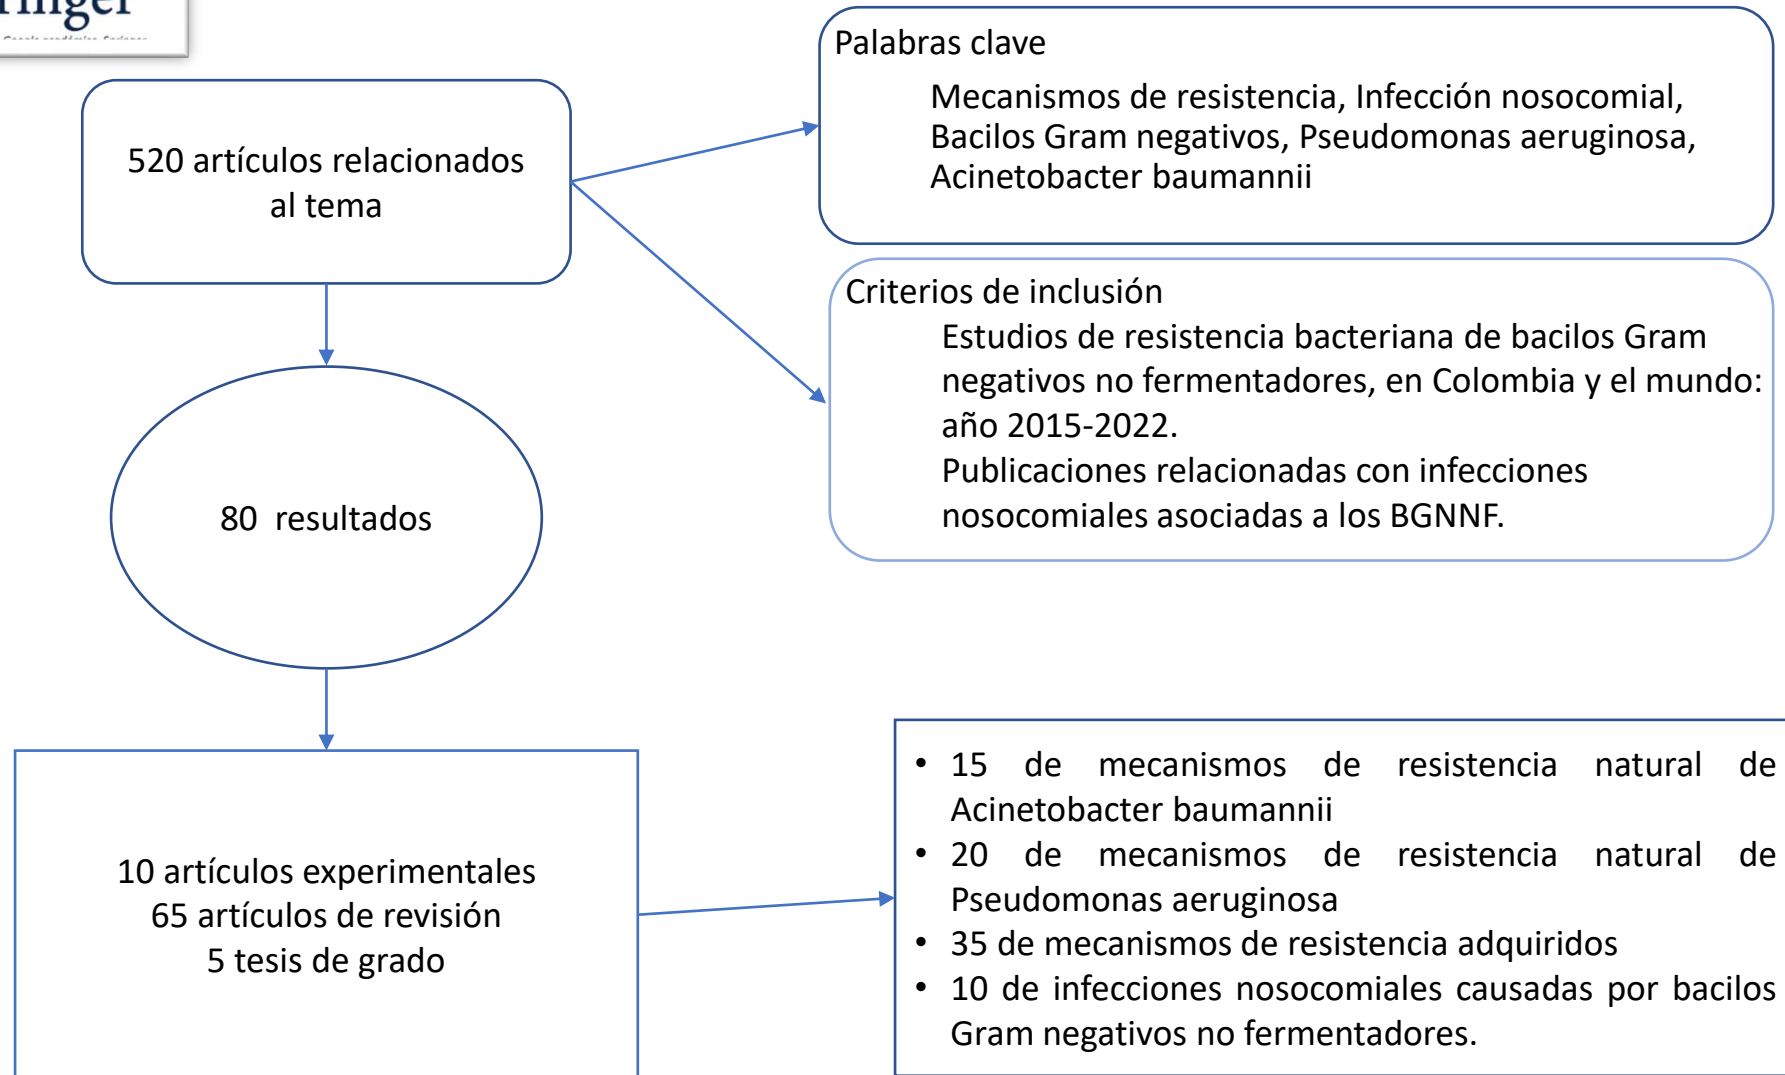 Palabras clave
Mecanismos de resistencia, Infección nosocomial,
Bacilos Gram negativos, Pseudomonas aeruginosa,
Acinetobacter baumannii
520 artículos relacionados
al tema
Criterios de inclusión
Estudios de resistencia bacteriana de bacilos Gram
negativos no fermentadores, en Colombia y el mundo:
año 2015-2022.
Publicaciones relacionadas con infecciones
nosocomiales asociadas a los BGNNF.
80 resultados
10 artículos experimentales
65 artículos de revisión
5 tesis de grado
• 15 de mecanismos de resistencia natural de
Acinetobacter baumannii
• 20 de mecanismos de resistencia natural de
Pseudomonas aeruginosa
• 35 de mecanismos de resistencia adquiridos
• 10 de infecciones nosocomiales causadas por bacilos
Gram negativos no fermentadores.